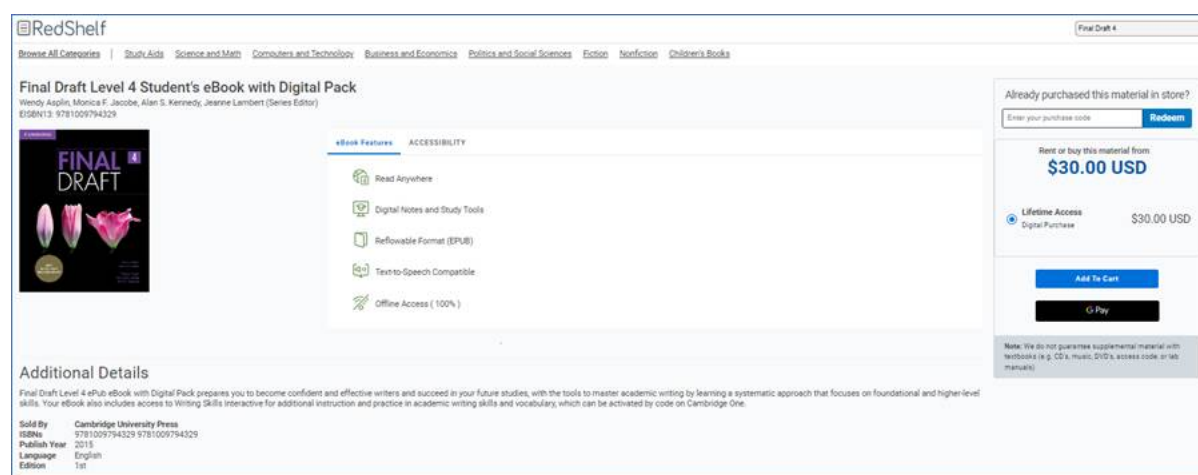 RedShelf
Final Draft 4
Browse All Categories | Study Aids Science and Math Computers and Technology Business and Economics Politics and Social Sciences Fiction Nonfiction Children's Books
Final Draft Level 4 Student's eBook with Digital Pack
Wendy Asplin, Monica F. Jacobe, Alan S. Kennedy, Jeanne Lambert (Series Editor)
EISBN13: 9781009794329
FINAL 4
DRAFT
eBook Features ACCESSIBILITY
Read Anywhere
Digital Notes and Study Tools
Reflowable Format (EPUB)
Text-to-Speech Compatible
Offline Access ( 100% )
Already purchased this material in store?
Enter your purchase code Redeem
Rent or buy this material from
$30.00 USD
Lifetime Access $30.00 USD
Digital Purchase
Add To Cart
G Pay
Note: We do not guarantee supplemental material with
textbooks (e.g. CD's, music, DVD's, access code, or lab
manuals)
Additional Details
Final Draft Level 4 ePub eBook with Digital Pack prepares you to become confident and effective writers and succeed in your future studies, with the tools to master academic writing by learning a systematic approach that focuses on foundational and higher-level
skills. Your eBook also includes access to Writing Skills Interactive for additional instruction and practice in academic writing skills and vocabulary, which can be activated by code on Cambridge One.
Sold By Cambridge University Press
ISBNs 9781009794329 9781009794329
Publish Year 2015
Language English
Edition 1st